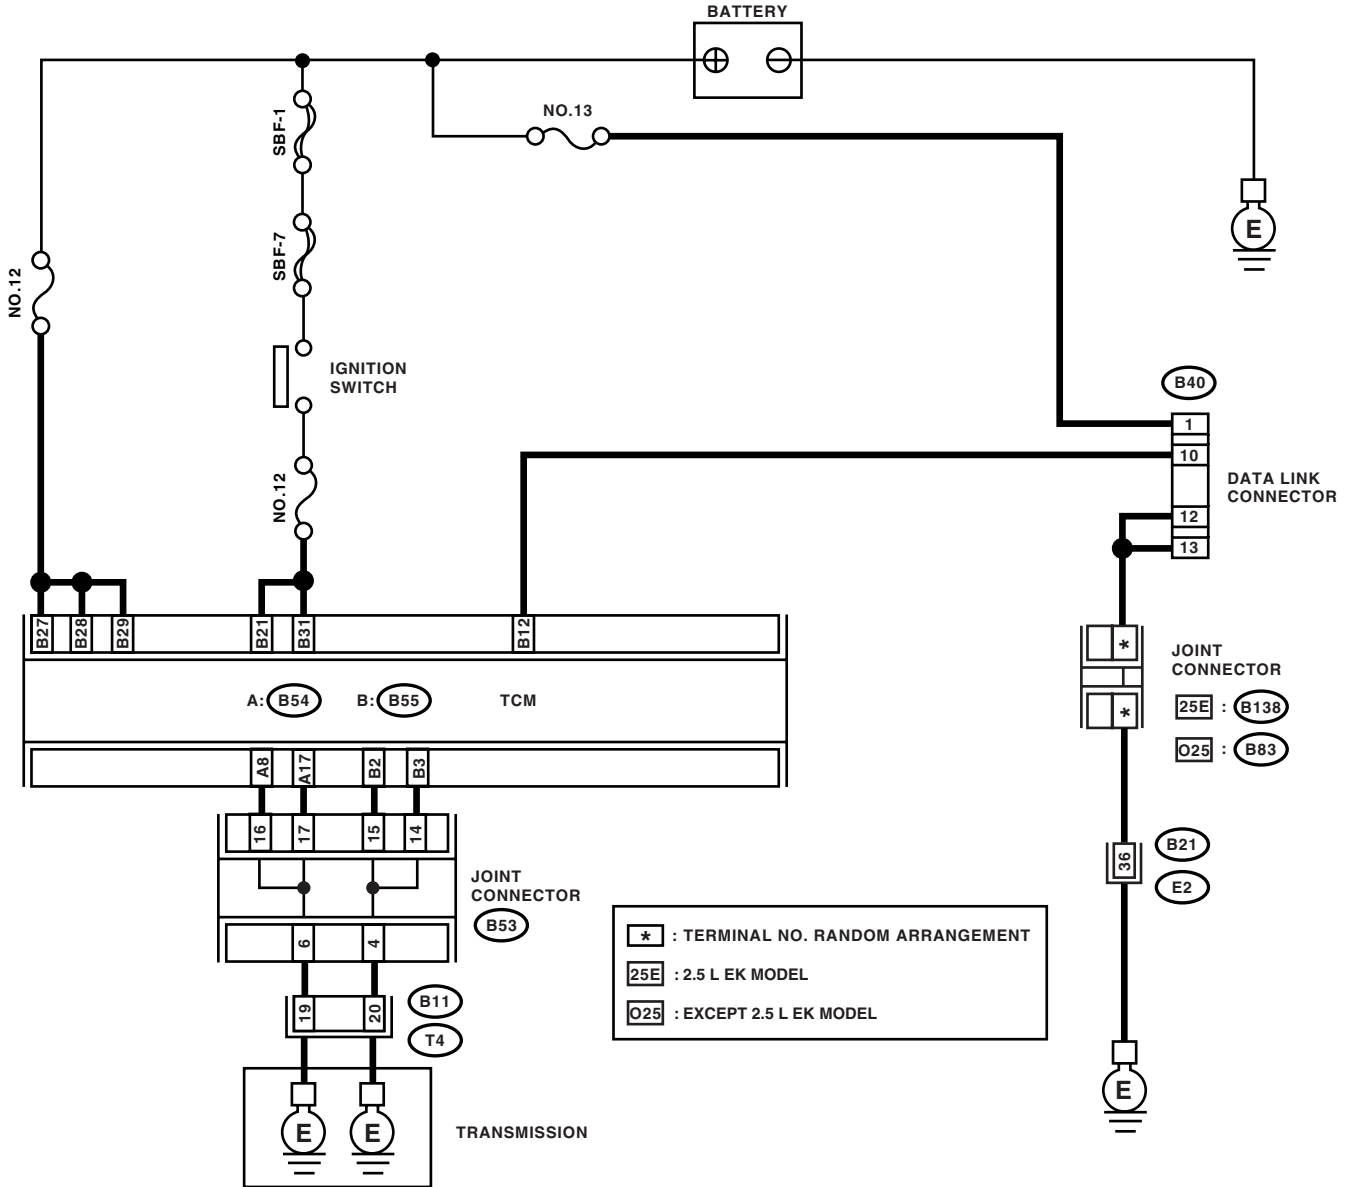 BATTERY
NO.13
SBF-1
SBF-7
NO.12
E
IGNITION
SWITCH
B40
1
10
12
13
DATA LINK
CONNECTOR
NO.12
B27
B28
B29
B21
B31
B12
A: B54 B: B55 TCM
A8
A17
B2
B3
*
*
JOINT
CONNECTOR
25E : B138
O25 : B83
16
17
15
14
JOINT
CONNECTOR
B53
6
4
36
B21
E2
19
20
B11
T4
* : TERMINAL NO. RANDOM ARRANGEMENT
25E : 2.5 L EK MODEL
O25 : EXCEPT 2.5 L EK MODEL
E
E
E
TRANSMISSION